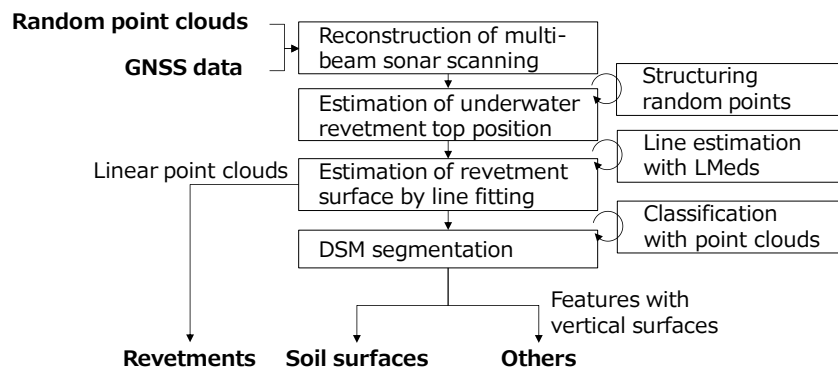 Random point clouds
GNSS data
Reconstruction of multi-
beam sonar scanning
Structuring
random points
Estimation of underwater
revetment top position
Line estimation
with LMeds
Linear point clouds
Estimation of revetment
surface by line fitting
Classification
with point clouds
DSM segmentation
Features with
vertical surfaces
Revetments
Soil surfaces
Others